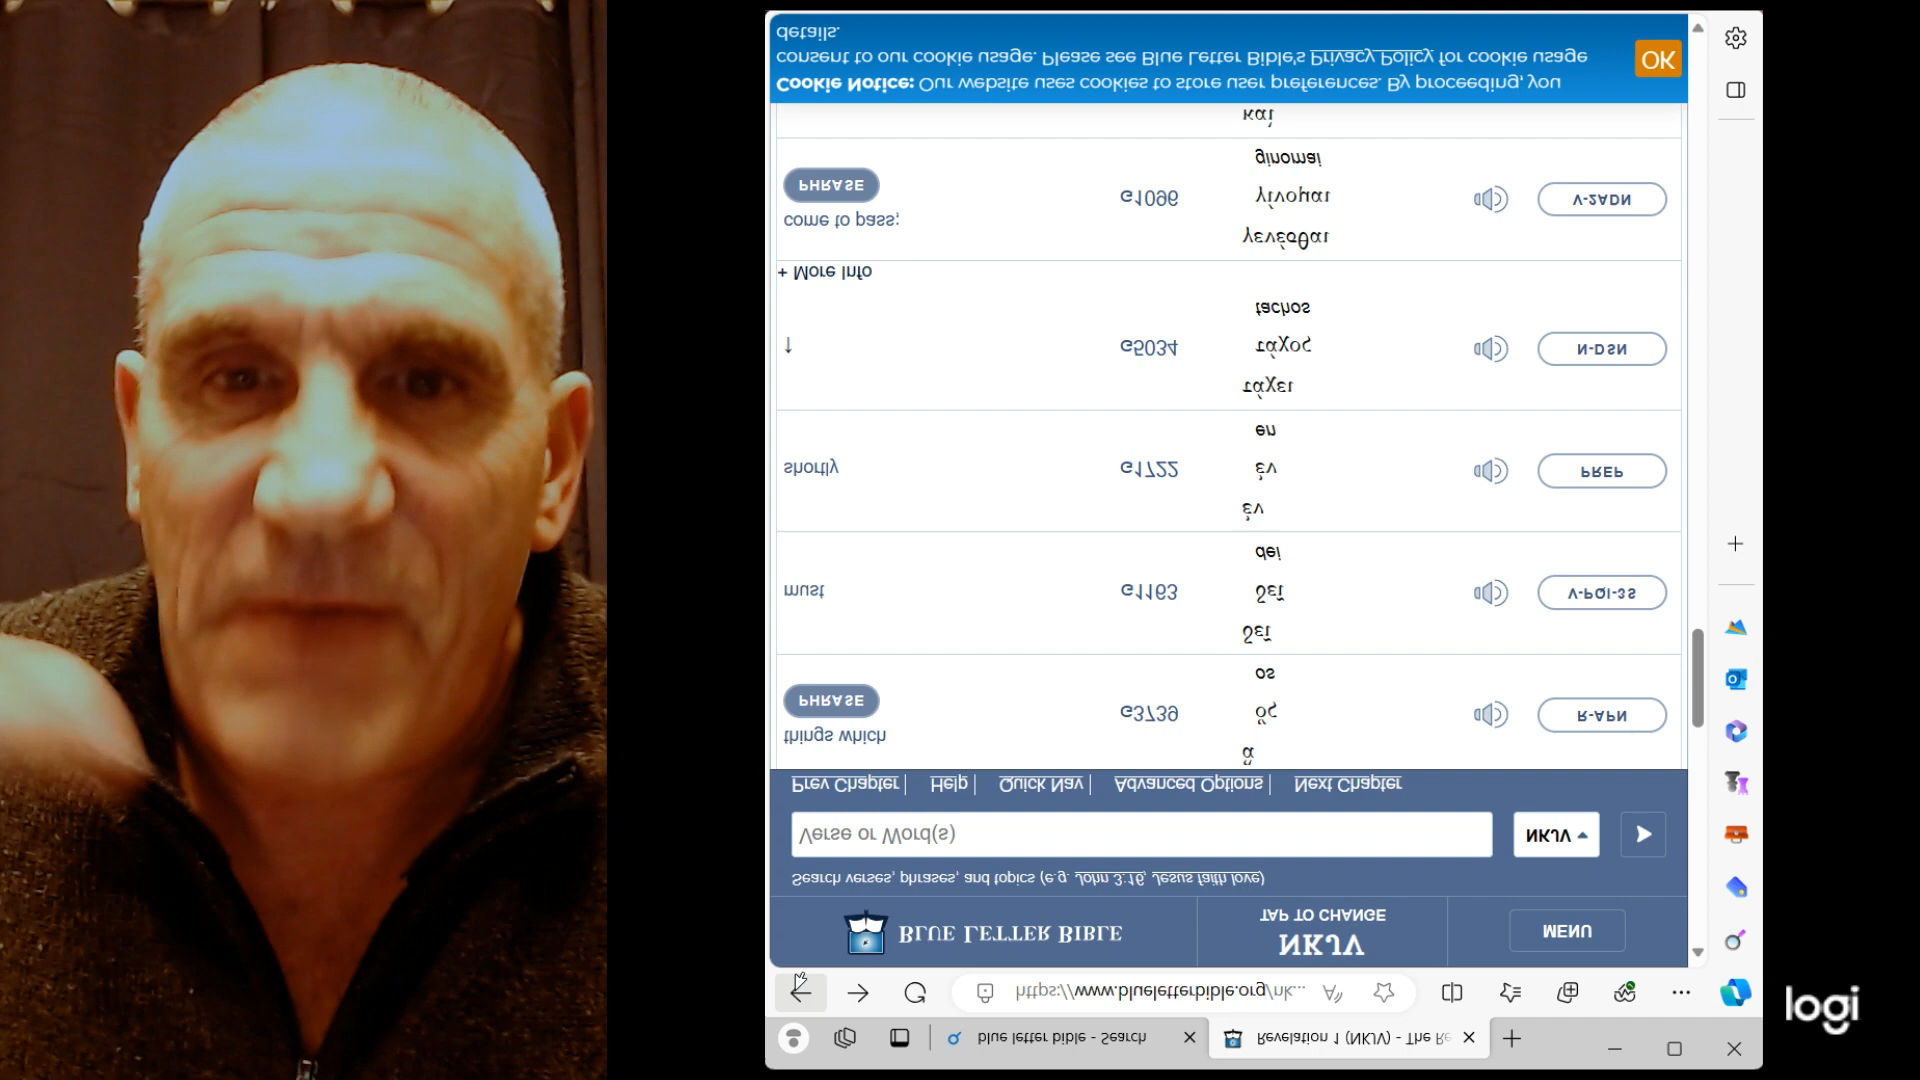 blue letter bible - Search
Revelation 1 (NKJV) - The Re
https://www.blueletterbible.org/nk...
BLUE LETTER BIBLE
NKJV
TAP TO CHANGE
MENU
Search verses, phrases, and topics (e.g. John 3:16, Jesus faith love)
Verse or Word(s)
NKJV
Prev Chapter | Help | Quick Nav | Advanced Options | Next Chapter
ἃ
things which
PHRASE
G3739
ὅς
os
R-APN
δεῖ
must
G1163
δεῖ
dei
V-PQI-3S
ἐν
shortly
G1722
ἐν
en
PREP
τάχει
↑
G5034
τάχος
tachos
N-DSN
+ More Info
γενέσθαι
come to pass;
PHRASE
G1096
γίνομαι
ginomai
V-2ADN
καὶ
Cookie Notice: Our website uses cookies to store user preferences. By proceeding, you
consent to our cookie usage. Please see Blue Letter Bible's Privacy Policy for cookie usage
details.
OK
logi